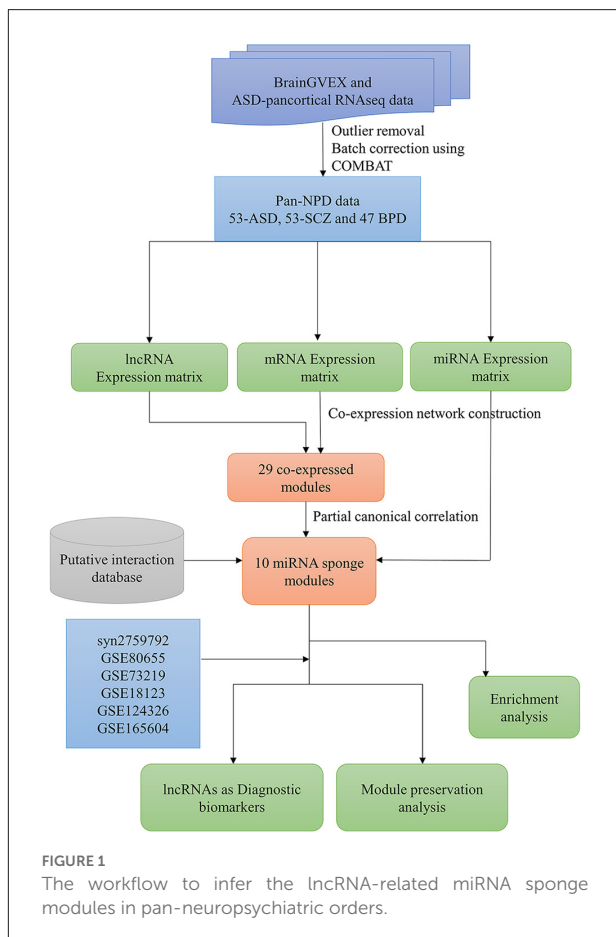 BrainGVEX and
ASD-pancortical RNAseq data
Outlier removal
Batch correction using
COMBAT
Pan-NPD data
53-ASD, 53-SCZ and 47 BPD
lncRNA
Expression matrix
mRNA Expression
matrix
miRNA Expression
matrix
Co-expression network construction
29 co-expressed
modules
Partial canonical correlation
Putative interaction
database
10 miRNA sponge
modules
syn2759792
GSE80655
GSE73219
GSE18123
GSE124326
GSE165604
Enrichment
analysis
lncRNAs as Diagnostic
biomarkers
Module preservation
analysis
FIGURE 1
The workflow to infer the lncRNA-related miRNA sponge
modules in pan-neuropsychiatric orders.